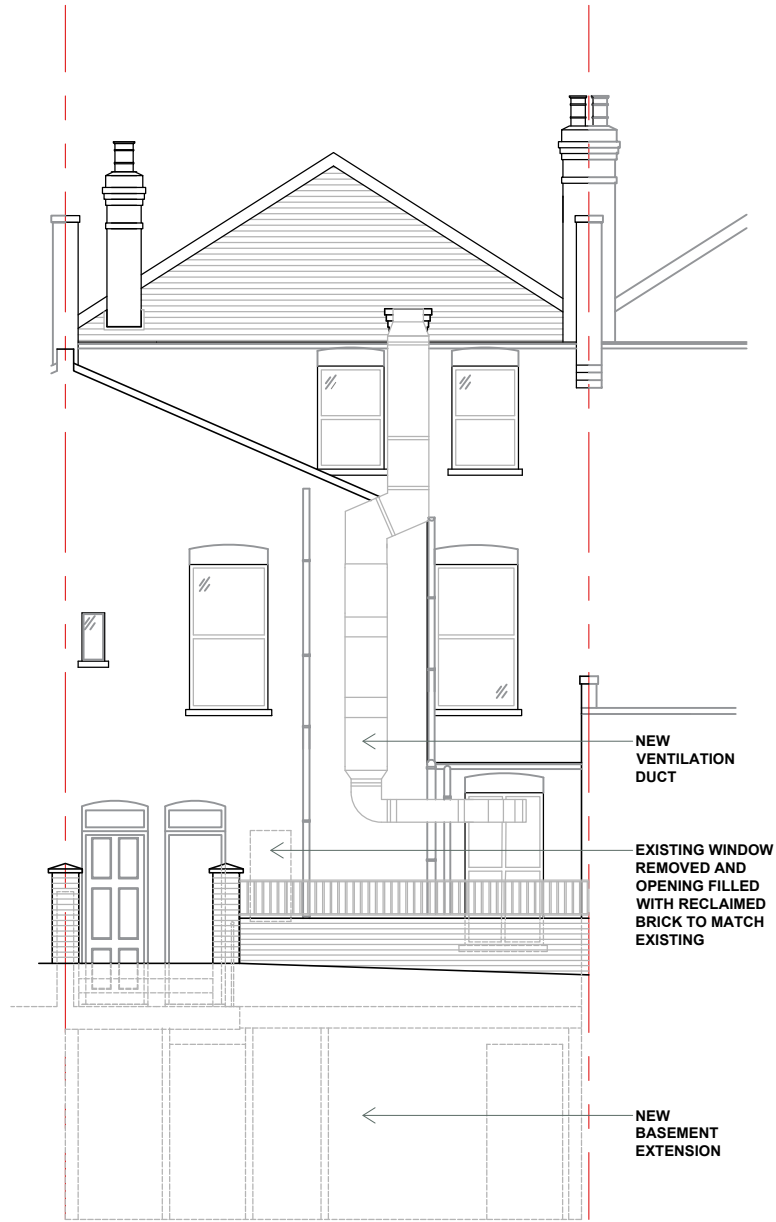 NEW
VENTILATION
DUCT
EXISTING WINDOW
REMOVED AND
OPENING FILLED
WITH RECLAIMED
BRICK TO MATCH
EXISTING
NEW
BASEMENT
EXTENSION